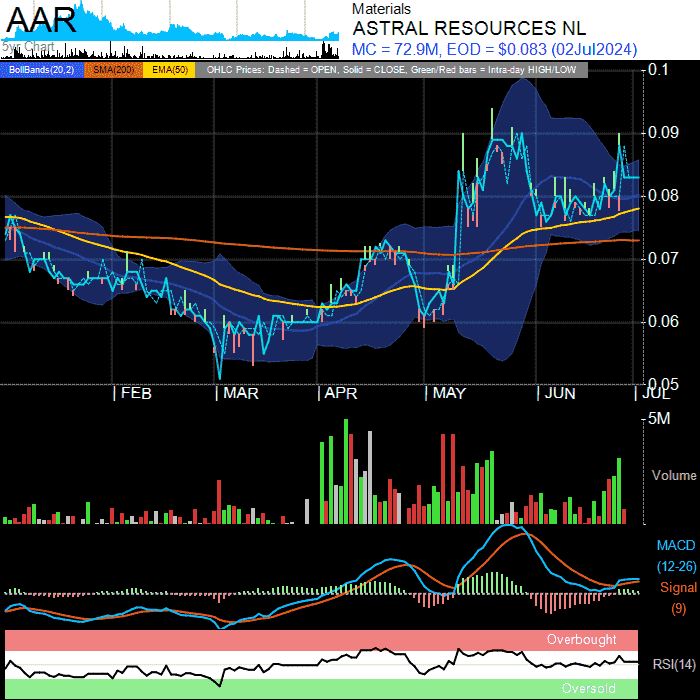 AAR
5yr Chart
Materials
ASTRAL RESOURCES NL
MC = 72.9M, EOD = $0.083 (02Jul2024)
BollBands(20,2) SMA(200) EMA(50) OHLC Prices: Dashed = OPEN, Solid = CLOSE, Green/Red bars = Intra-day HIGH/LOW
0.1
0.09
0.08
0.07
0.06
0.05
FEB MAR APR MAY JUN JUL
5M
Volume
MACD
(12-26)
Signal
(9)
Overbought
RSI(14)
Oversold